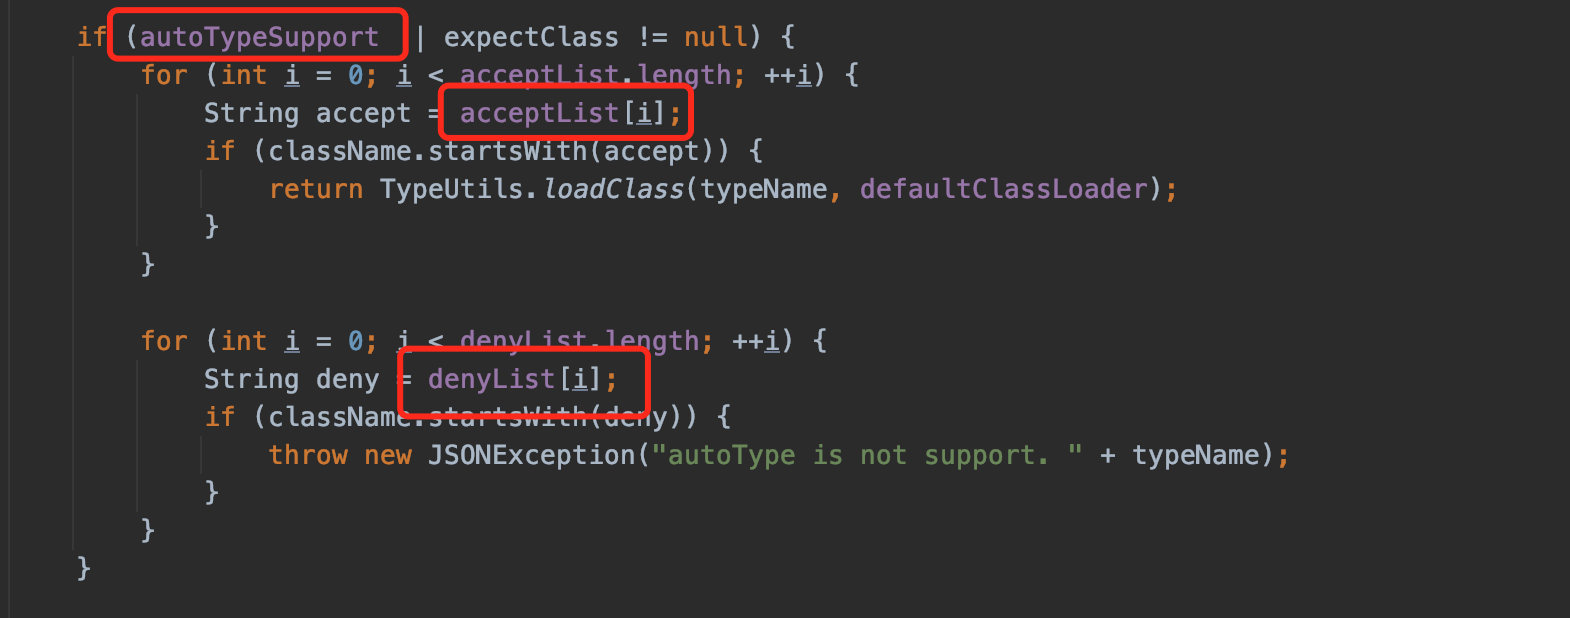 if (autoTypeSupport | expectClass != null) {
for (int i = 0; i < acceptList.length; ++i) {
String accept = acceptList[i];
if (className.startsWith(accept)) {
return TypeUtils.loadClass(typeName, defaultClassLoader);
}
}
for (int i = 0; i < denyList.length; ++i) {
String deny = denyList[i];
if (className.startsWith(deny)) {
throw new JSONException("autoType is not support. " + typeName);
}
}
}